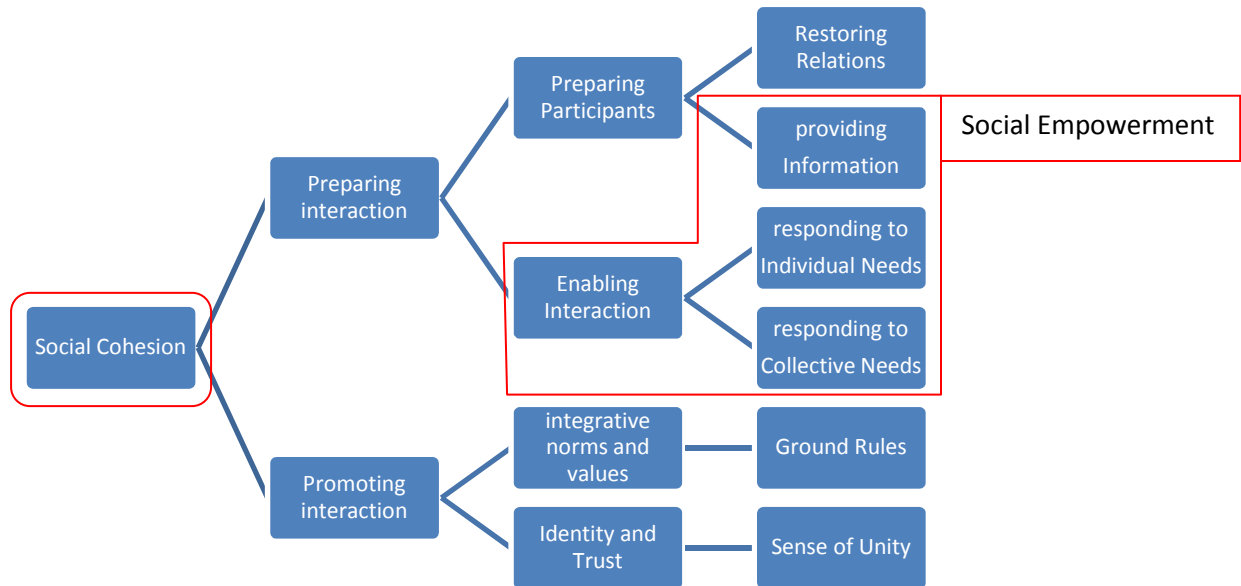 Restoring
Relations
Preparing
Participants
providing
Information
Social Empowerment
Preparing
interaction
responding to
Individual Needs
Enabling
Interaction
responding to
Collective Needs
Social Cohesion
integrative
norms and
values
Ground Rules
Promoting
interaction
Identity and
Trust
Sense of Unity